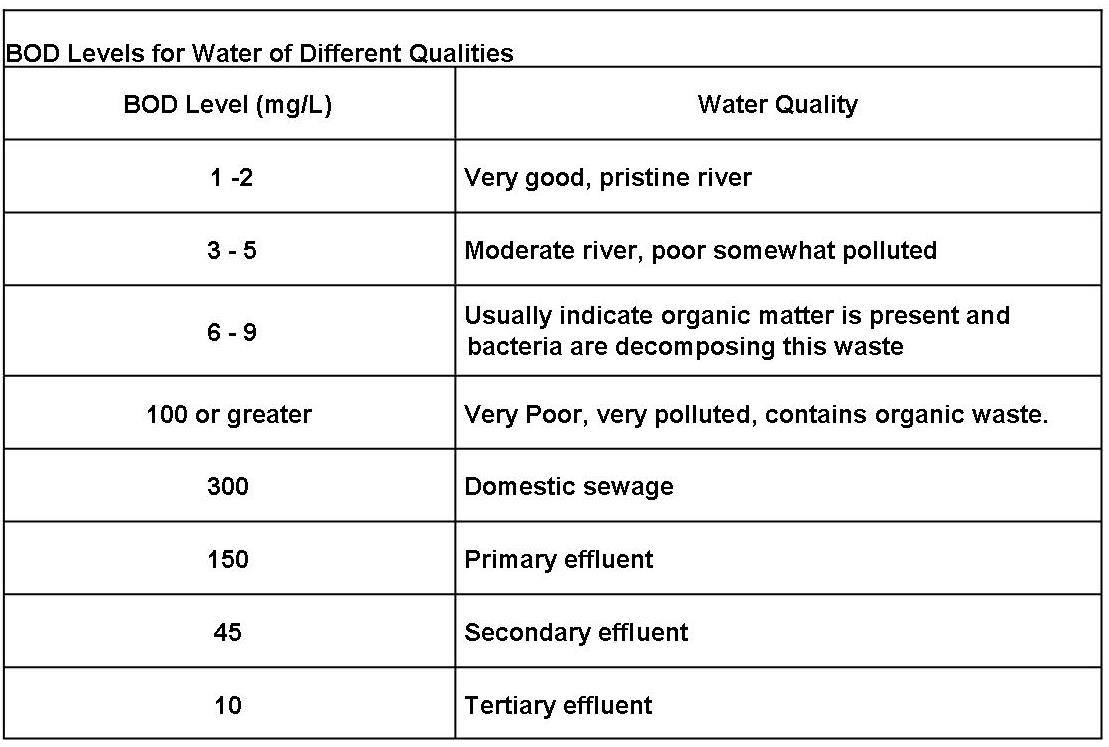 BOD Levels for Water of Different Qualities
BOD Level (mg/L) Water Quality
1 -2 Very good, pristine river
3 - 5 Moderate river, poor somewhat polluted
6 - 9 Usually indicate organic matter is present and
bacteria are decomposing this waste
100 or greater Very Poor, very polluted, contains organic waste.
300 Domestic sewage
150 Primary effluent
45 Secondary effluent
10 Tertiary effluent